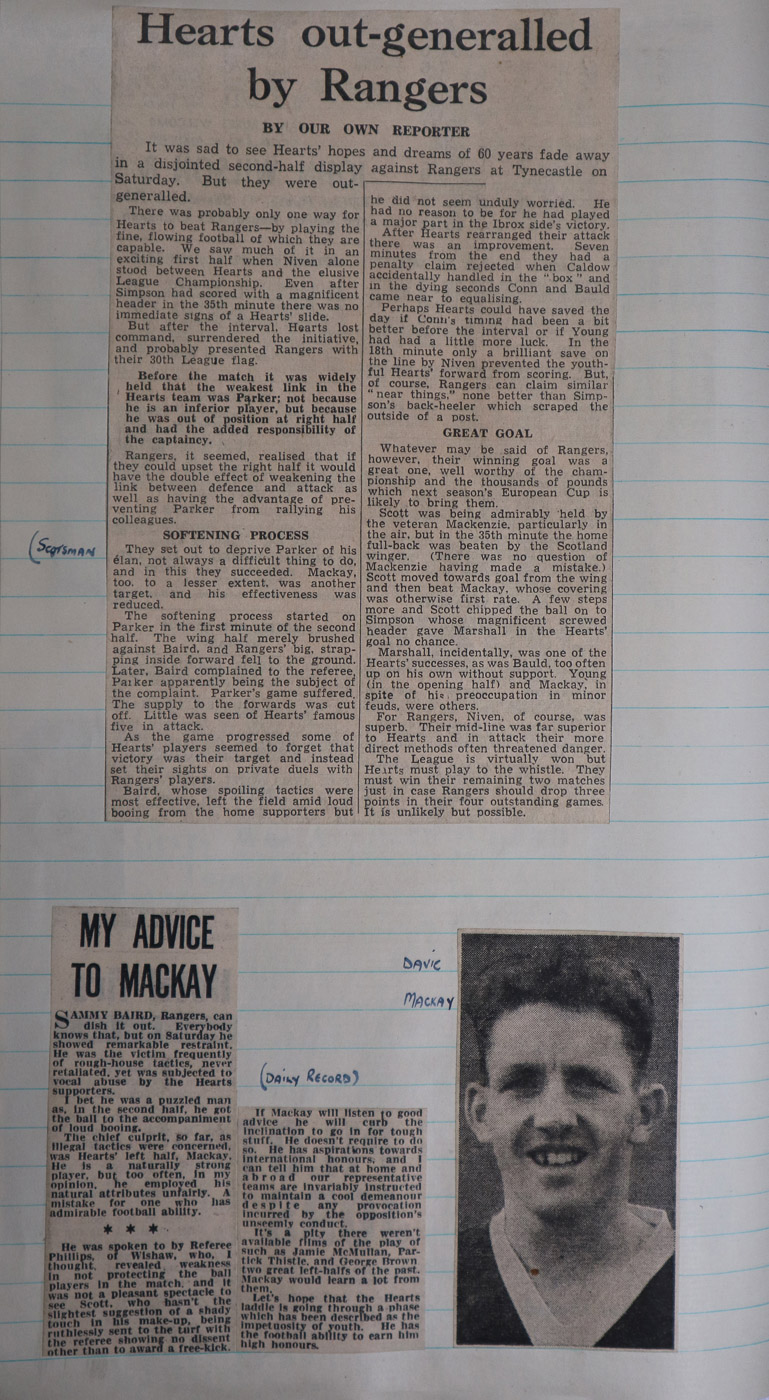 Hearts out-generalled
by Rangers
BY OUR OWN REPORTER
It was sad to see Hearts' hopes and dreams of 60 years fade away
in a disjointed second-half display against Rangers at Tynecastle on
Saturday. But they were out-
generalled.
There was probably only one way for
Hearts to beat Rangers—by playing the
fine, flowing football of which they are
capable. We saw much of it in an
exciting first half when Niven alone
stood between Hearts and the elusive
League Championship. Even after
Simpson had scored with a magnificent
header in the 35th minute there was no
immediate signs of a Hearts' slide.
But after the interval, Hearts lost
command, surrendered the initiative,
and probably presented Rangers with
their 30th League flag.
Before the match it was widely
held that the weakest link in the
Hearts team was Parker; not because
he is an inferior player, but because
he was out of position at right half
and had the added responsibility of
the captaincy.
Rangers, it seemed, realised that if
they could upset the right half it would
have the double effect of weakening the
link between defence and attack as
well as having the advantage of pre-
venting Parker from rallying his
colleagues.
SOFTENING PROCESS
They set out to deprive Parker of his
élan, not always a difficult thing to do,
and in this they succeeded. Mackay,
too, to a lesser extent, was another
target, and his effectiveness was
reduced.
The softening process started on
Parker in the first minute of the second
half. The wing half merely brushed
against Baird, and Rangers' big, strap-
ping inside forward fell to the ground.
Later, Baird complained to the referee,
Parker apparently being the subject of
the complaint. Parker's game suffered.
The supply to the forwards was cut
off. Little was seen of Hearts' famous
five in attack.
As the game progressed some of
Hearts' players seemed to forget that
victory was their target and instead
set their sights on private duels with
Rangers' players.
Baird, whose spoiling tactics were
most effective, left the field amid loud
booing from the home supporters but
he did not seem unduly worried. He
had no reason to be for he had played
a major part in the Ibrox side's victory.
After Hearts rearranged their attack
there was an improvement. Seven
minutes from the end they had a
penalty claim rejected when Caldow
accidentally handled in the "box" and
in the dying seconds Conn and Bauld
came near to equalising.
Perhaps Hearts could have saved the
day if Conn's timing had been a bit
better before the interval or if Young
had had a little more luck. In the
18th minute only a brilliant save on
the line by Niven prevented the youth-
ful Hearts' forward from scoring. But,
of course, Rangers can claim similar
"near things," none better than Simp-
son's back-heeler which scraped the
outside of a post.
GREAT GOAL
Whatever may be said of Rangers,
however, their winning goal was a
great one, well worthy of the cham-
pionship and the thousands of pounds
which next season's European Cup is
likely to bring them.
Scott was being admirably held by
the veteran Mackenzie, particularly in
the air, but in the 35th minute the home
full-back was beaten by the Scotland
winger. (There was no question of
Mackenzie having made a mistake.)
Scott moved towards goal from the wing
and then beat Mackay, whose covering
was otherwise first rate. A few steps
more and Scott chipped the ball on to
Simpson whose magnificent screwed
header gave Marshall in the Hearts'
goal no chance.
Marshall, incidentally, was one of the
Hearts' successes, as was Bauld, too often
up on his own without support. Young
(in the opening half) and Mackay, in
spite of his preoccupation in minor
feuds, were others.
For Rangers, Niven, of course, was
superb. Their mid-line was far superior
to Hearts and in attack their more
direct methods often threatened danger.
The League is virtually won but
Hearts must play to the whistle. They
must win their remaining two matches
just in case Rangers should drop three
points in their four outstanding games.
It is unlikely but possible.
(SCOTSMAN
MY ADVICE
TO MACKAY
SAMMY BAIRD, Rangers, can
dish it out. Everybody
knows that, but on Saturday he
showed remarkable restraint.
He was the victim frequently
of rough-house tactics, never
retaliated, yet was subjected to
vocal abuse by the Hearts
supporters.
I bet he was a puzzled man
as, in the second half, he got
the ball to the accompaniment
of loud booing.
The chief culprit, so far, as
illegal tactics were concerned,
was Hearts' left half, Mackay.
He is a naturally strong
player, but too often, in my
opinion, he employed his
natural attributes unfairly. A
mistake for one who has
admirable football ability.
* * *
He was spoken to by Referee
Phillips, of Wishaw, who, I
thought, revealed weakness
in not protecting the ball
players in the match, and it
was not a pleasant spectacle to
see Scott, who hasn't the
slightest suggestion of a shady
touch in his make-up, being
ruthlessly sent to the turf with
the referee showing no dissent
other than to award a free-kick.
(DAILY RECORD)
If Mackay will listen to good
advice he will curb the
inclination to go in for tough
stuff. He doesn't require to do
so. He has aspirations towards
international honours, and I
can tell him that at home and
abroad our representative
teams are invariably instructed
to maintain a cool demeanour
despite any provocation
incurred by the opposition's
unseemly conduct.
It's a pity there weren't
available films of the play of
such as Jamie McMullan, Par-
tick Thistle, and George Brown
two great left-halfs of the past.
Mackay would learn a lot from
them.
Let's hope that the Hearts
laddie is going through a phase
which has been described as the
impetuosity of youth. He has
the football ability to earn him
high honours.
DAVIE
MACKAY